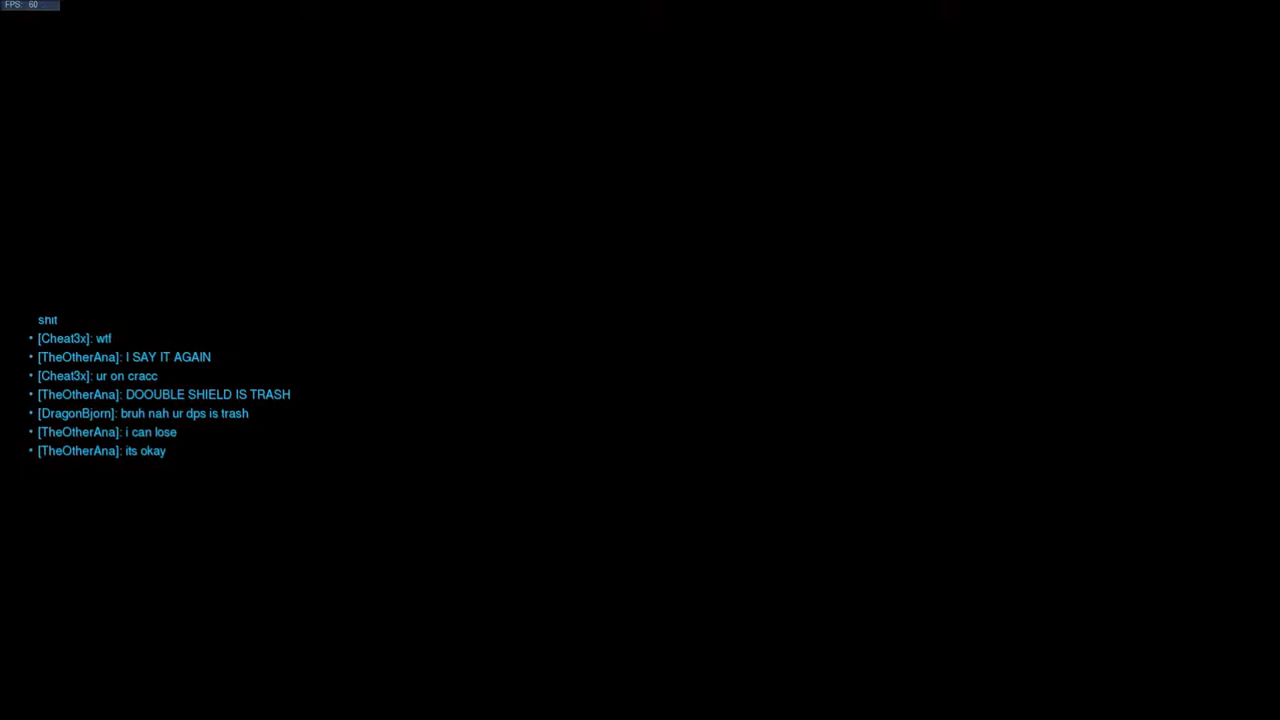 FPS: 60
shit
• [Cheat3x]: wtf
• [TheOtherAna]: I SAY IT AGAIN
• [Cheat3x]: ur on cracc
• [TheOtherAna]: DOOUBLE SHIELD IS TRASH
• [DragonBjorn]: bruh nah ur dps is trash
• [TheOtherAna]: i can lose
• [TheOtherAna]: its okay